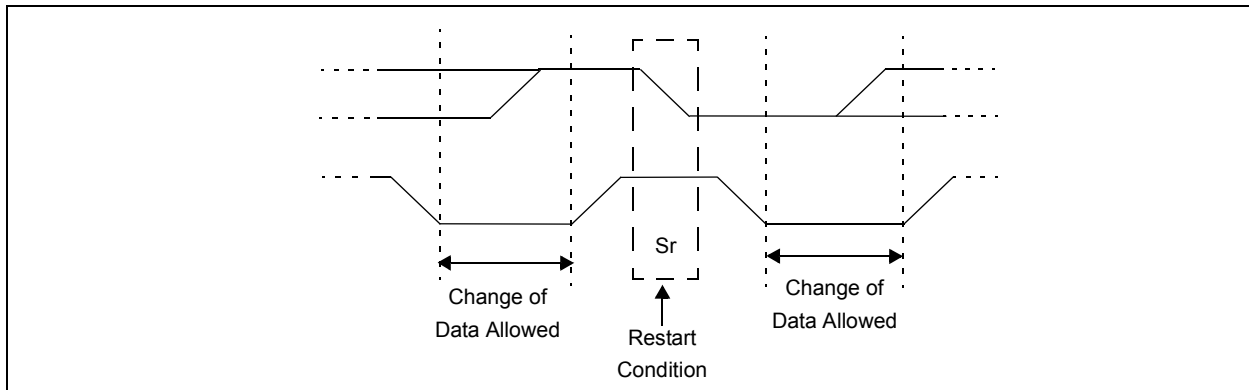 Sr
Change of
Data Allowed
Restart
Condition
Change of
Data Allowed